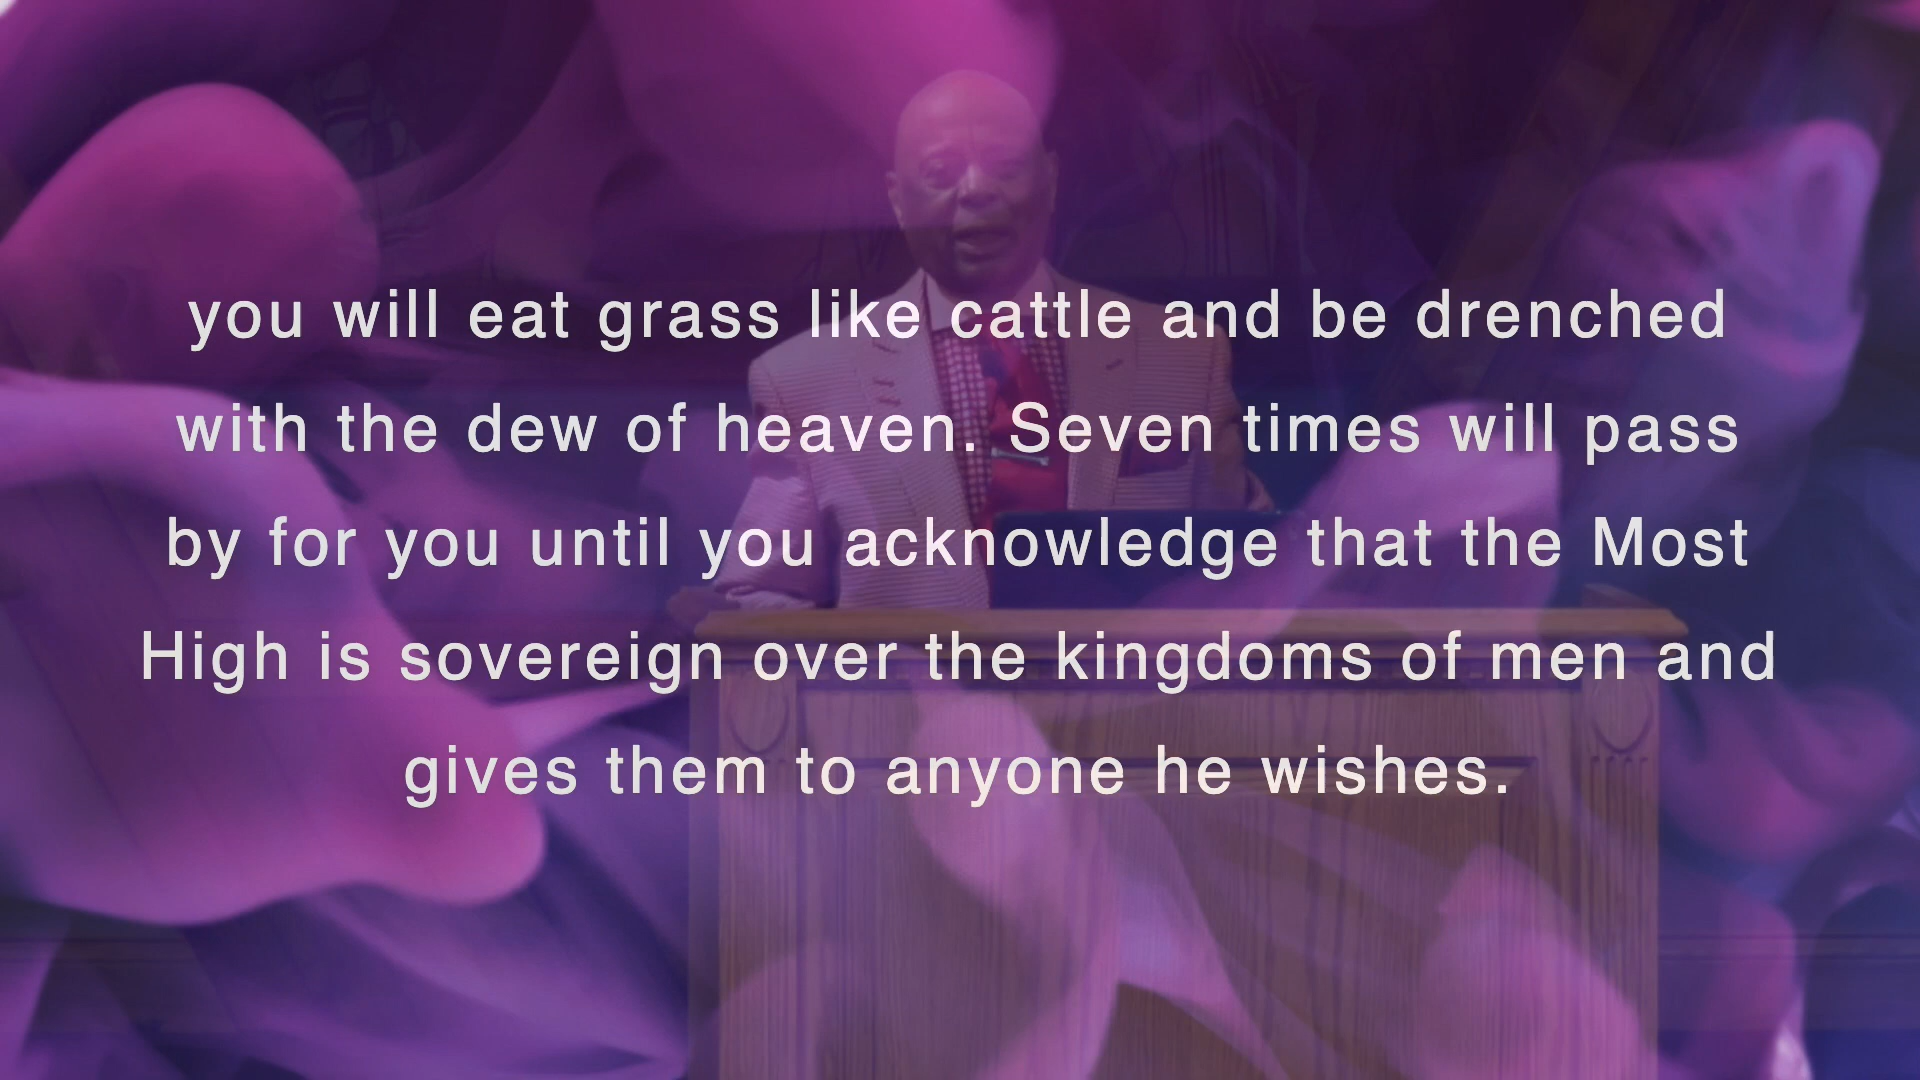 you will eat grass like cattle and be drenched
with the dew of heaven. Seven times will pass
by for you until you acknowledge that the Most
High is sovereign over the kingdoms of men and
gives them to anyone he wishes.